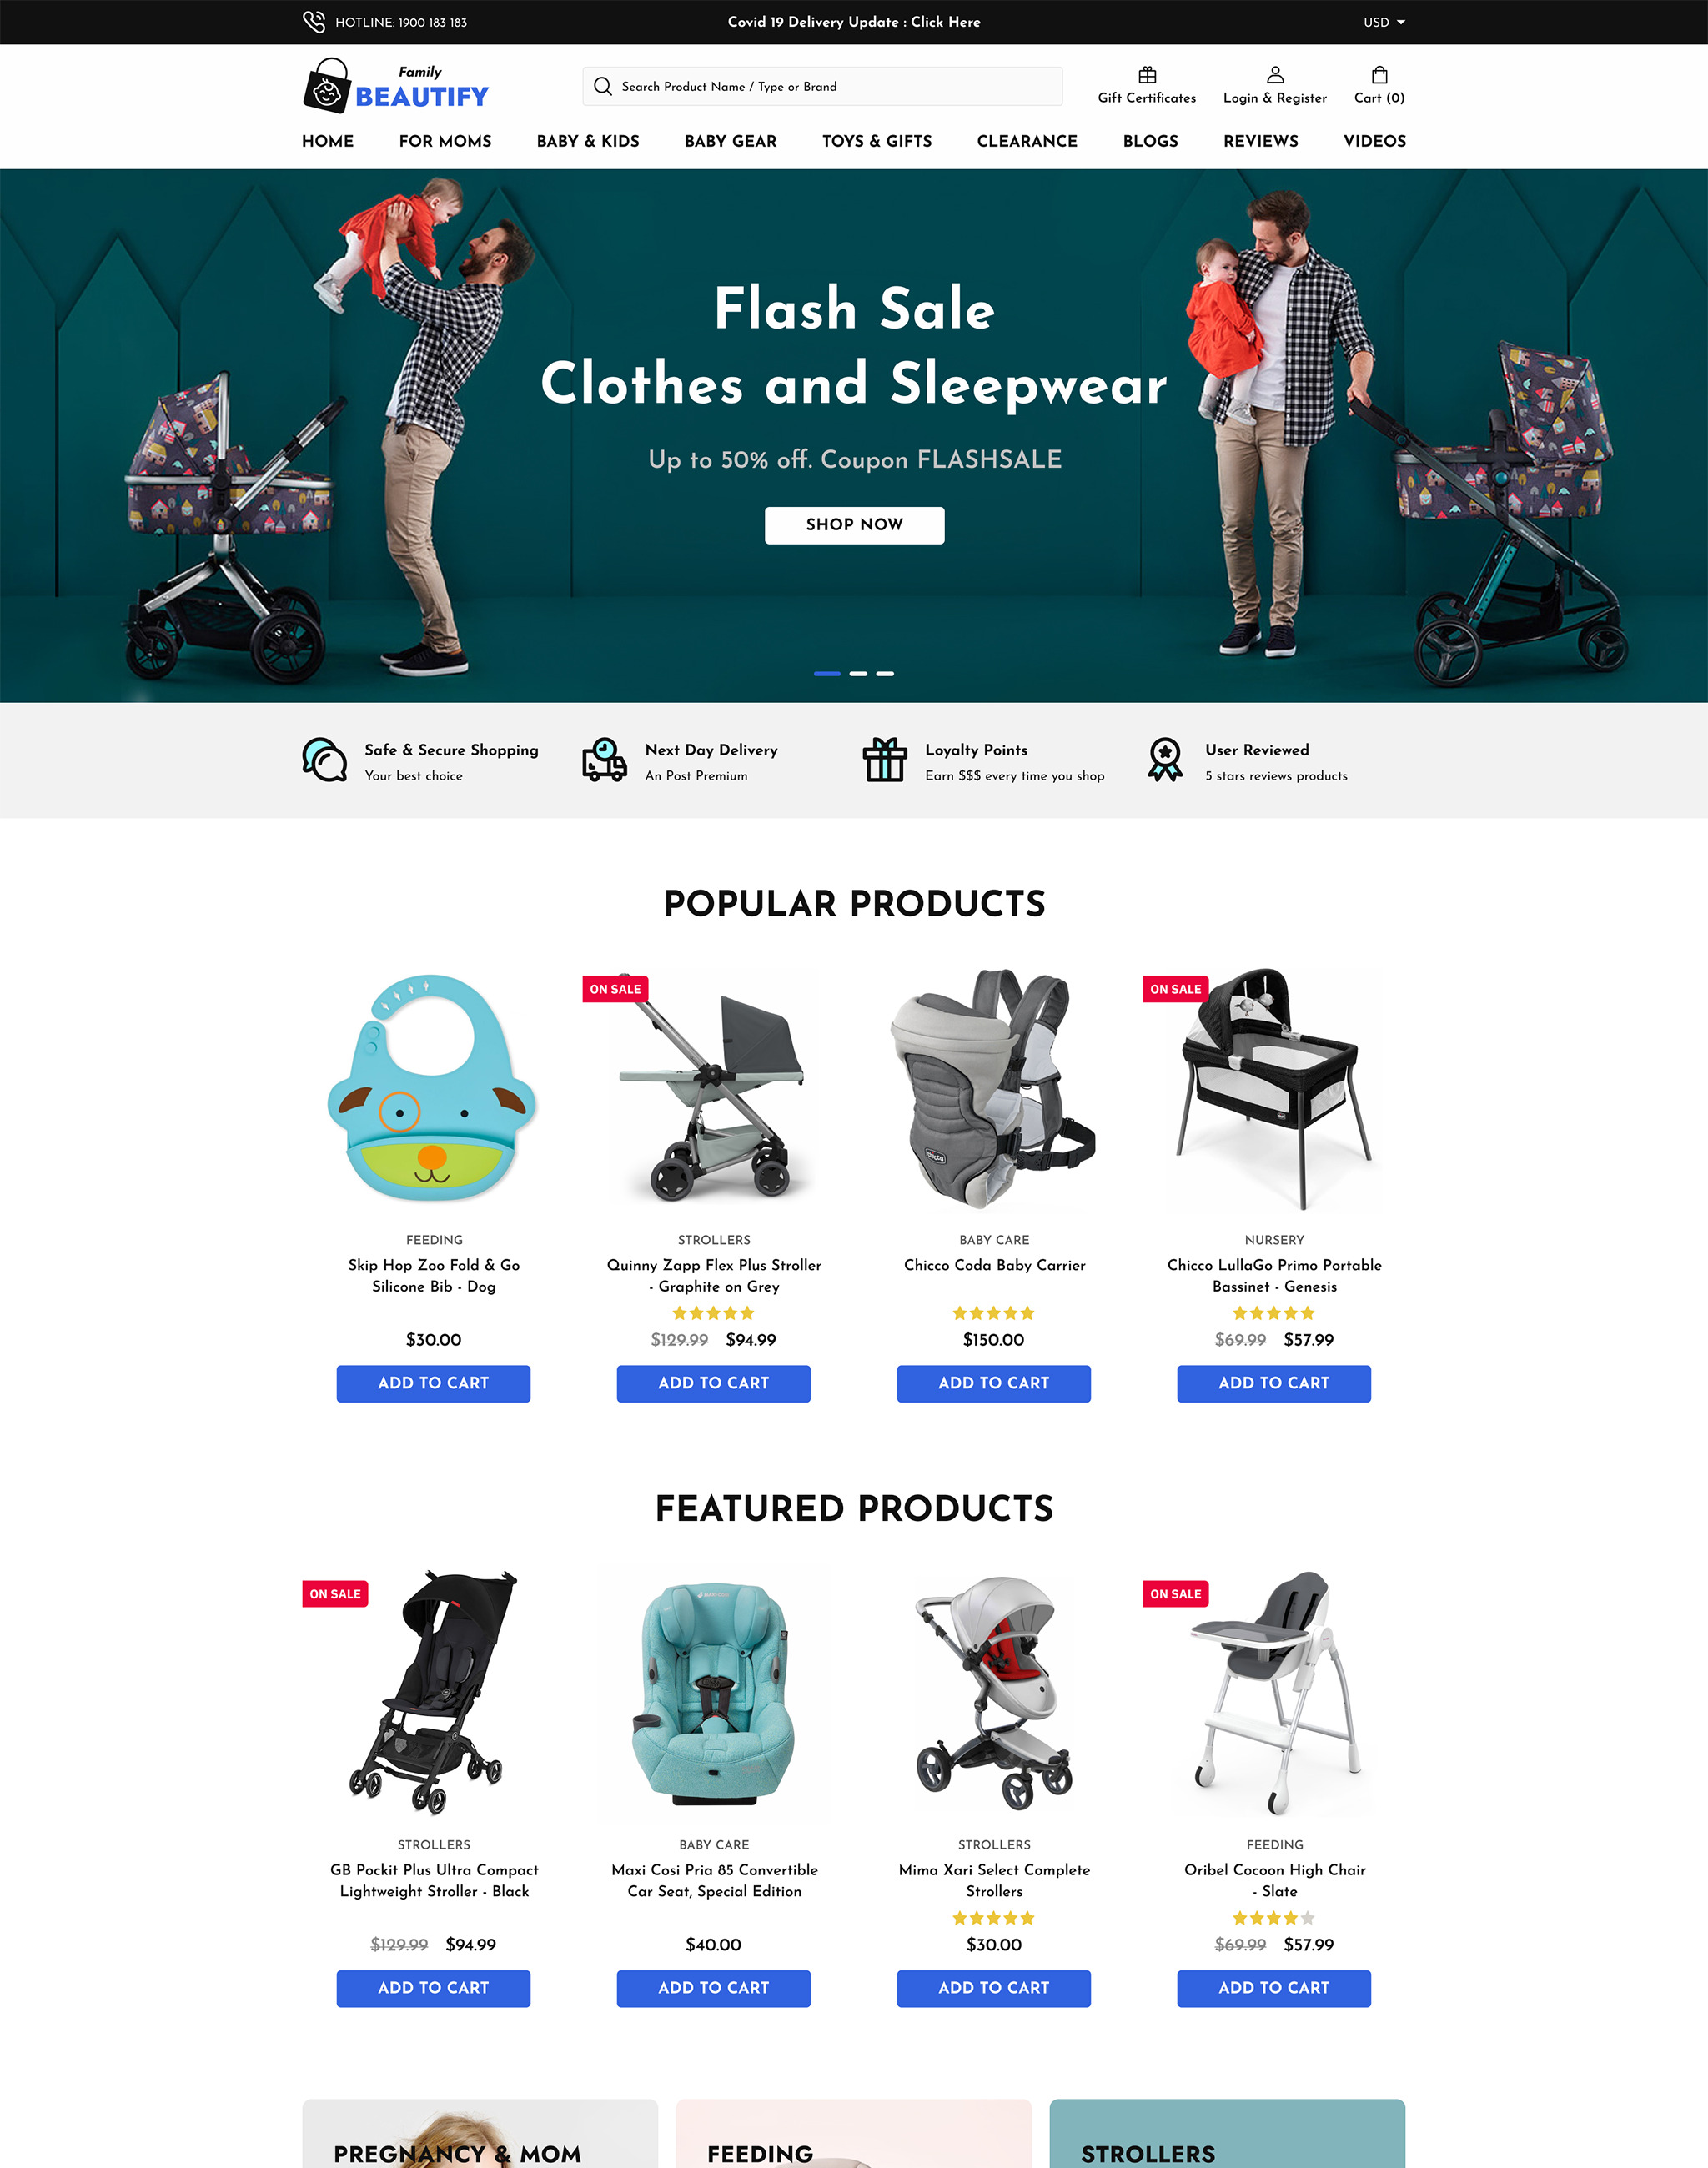 HOTLINE: 1900 183 183
Covid 19 Delivery Update : Click Here
USD
Family
BEAUTIFY
Search Product Name / Type or Brand
Gift Certificates
Login & Register
Cart (0)
HOME
FOR MOMS
BABY & KIDS
BABY GEAR
TOYS & GIFTS
CLEARANCE
BLOGS
REVIEWS
VIDEOS
Flash Sale
Clothes and Sleepwear
Up to 50% off. Coupon FLASHSALE
SHOP NOW
Safe & Secure Shopping
Your best choice
Next Day Delivery
An Post Premium
Loyalty Points
Earn $$$ every time you shop
User Reviewed
5 stars reviews products
POPULAR PRODUCTS
FEEDING
Skip Hop Zoo Fold & Go
Silicone Bib - Dog
$30.00
ADD TO CART
ON SALE
STROLLERS
Quinny Zapp Flex Plus Stroller
- Graphite on Grey
$129.99 $94.99
ADD TO CART
chicco
BABY CARE
Chicco Coda Baby Carrier
$150.00
ADD TO CART
ON SALE
NURSERY
Chicco LullaGo Primo Portable
Bassinet - Genesis
$69.99 $57.99
ADD TO CART
FEATURED PRODUCTS
ON SALE
STROLLERS
GB Pockit Plus Ultra Compact
Lightweight Stroller - Black
$129.99 $94.99
ADD TO CART
BABY CARE
Maxi Cosi Pria 85 Convertible
Car Seat, Special Edition
$40.00
ADD TO CART
STROLLERS
Mima Xari Select Complete
Strollers
$30.00
ADD TO CART
ON SALE
FEEDING
Oribel Cocoon High Chair
- Slate
$69.99 $57.99
ADD TO CART
PREGNANCY & MOM
FEEDING
STROLLERS